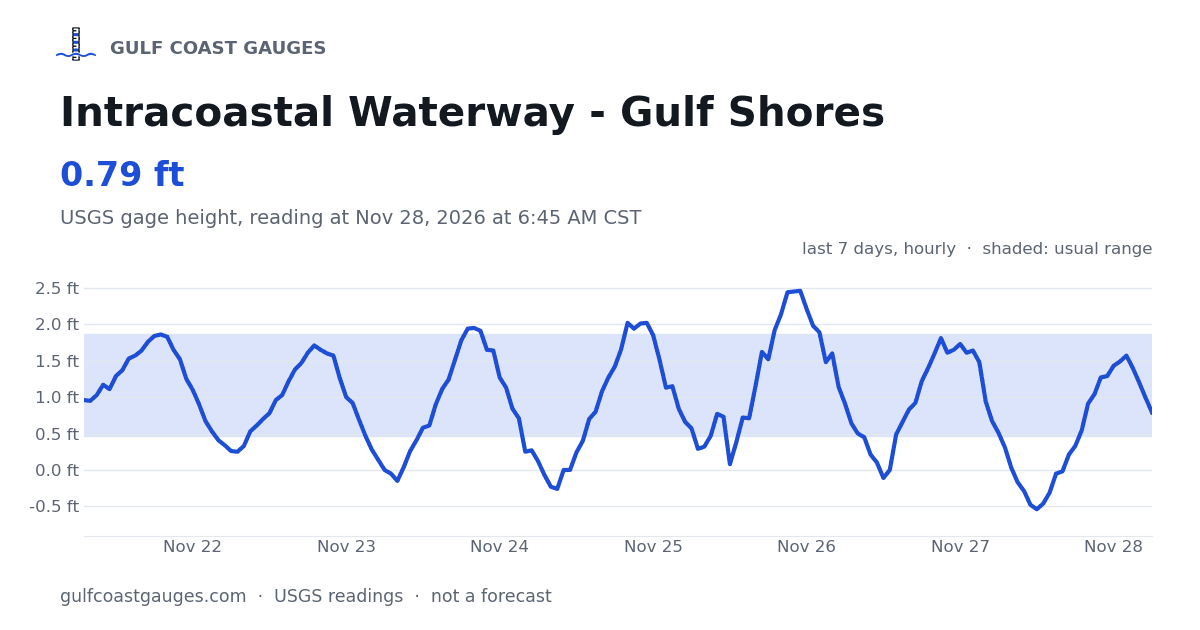 GULF COAST GAUGES
Intracoastal Waterway - Gulf Shores
0.79 ft
USGS gage height, reading at Nov 28, 2026 at 6:45 AM CST
last 7 days, hourly · shaded: usual range
2.5 ft
2.0 ft
1.5 ft
1.0 ft
0.5 ft
0.0 ft
-0.5 ft
Nov 22 Nov 23 Nov 24 Nov 25 Nov 26 Nov 27 Nov 28
gulfcoastgauges.com · USGS readings · not a forecast